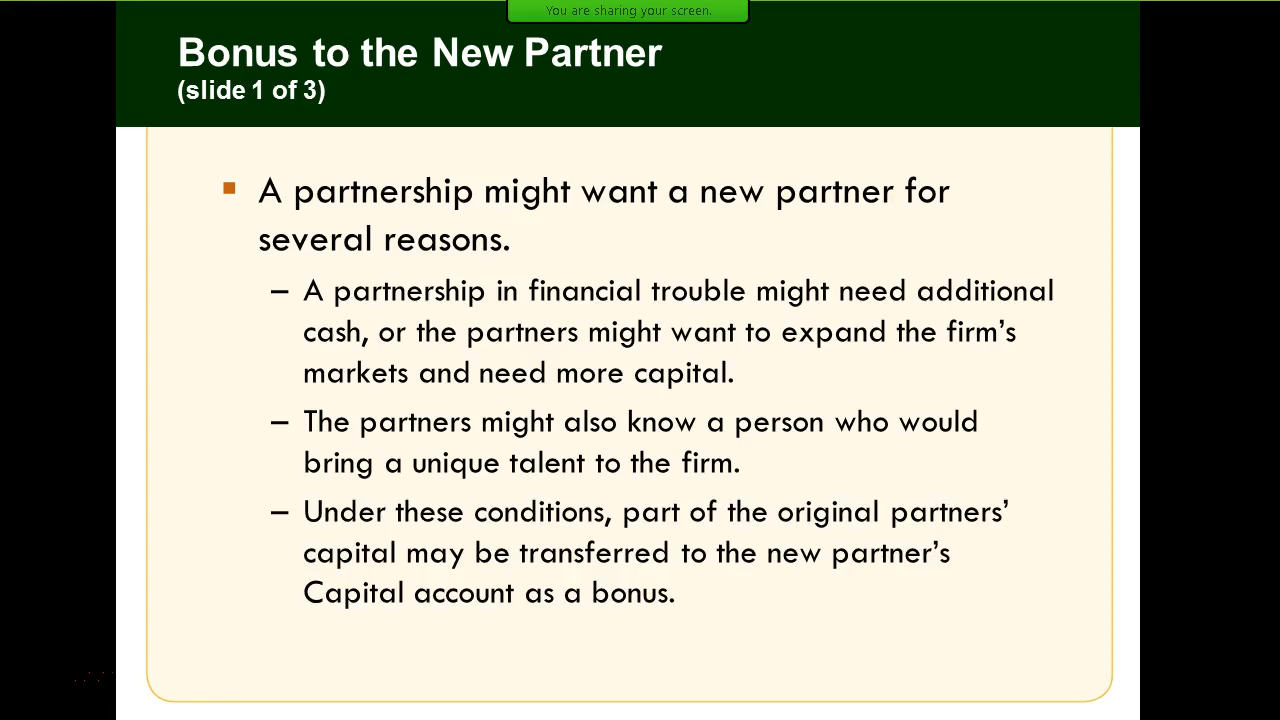 You are sharing your screen.
Bonus to the New Partner
(slide 1 of 3)
▪ A partnership might want a new partner for
several reasons.
– A partnership in financial trouble might need additional
cash, or the partners might want to expand the firm’s
markets and need more capital.
– The partners might also know a person who would
bring a unique talent to the firm.
– Under these conditions, part of the original partners’
capital may be transferred to the new partner’s
Capital account as a bonus.